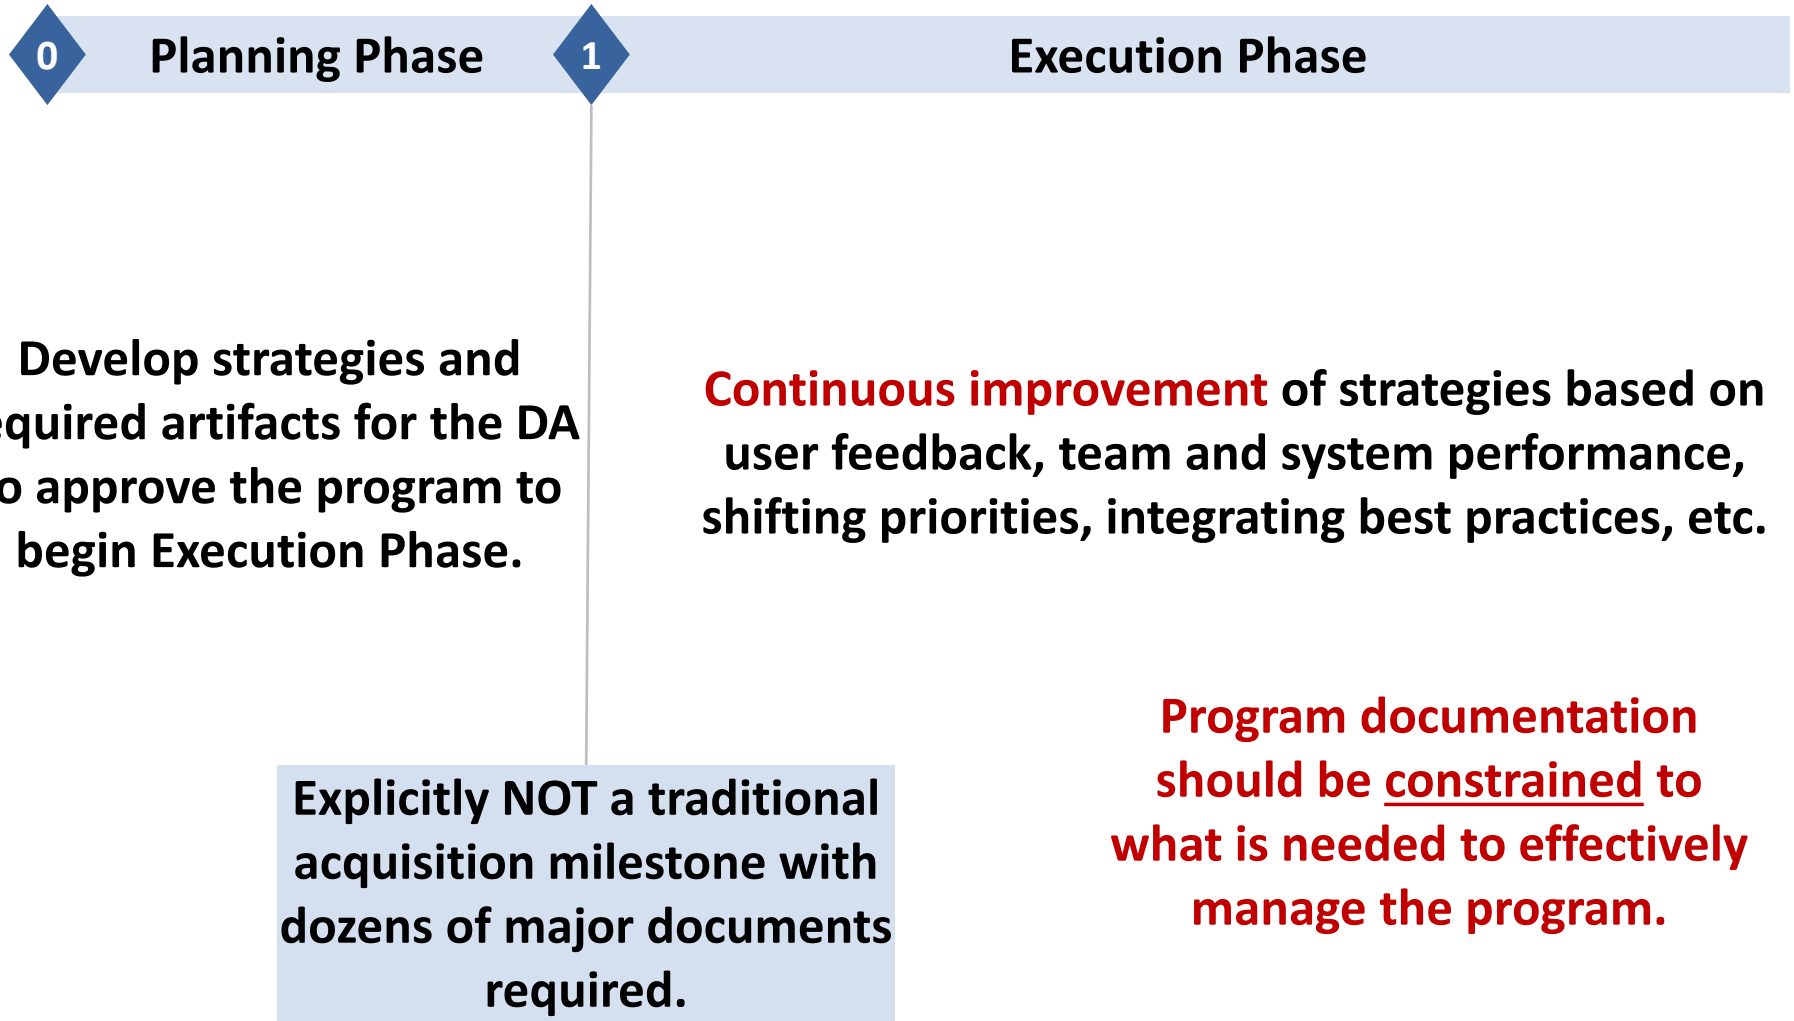 0 Planning Phase 1 Execution Phase
Develop strategies and
equired artifacts for the DA
o approve the program to
begin Execution Phase.
Continuous improvement of strategies based on
user feedback, team and system performance,
shifting priorities, integrating best practices, etc.
Program documentation
should be constrained to
what is needed to effectively
manage the program.
Explicitly NOT a traditional
acquisition milestone with
dozens of major documents
required.